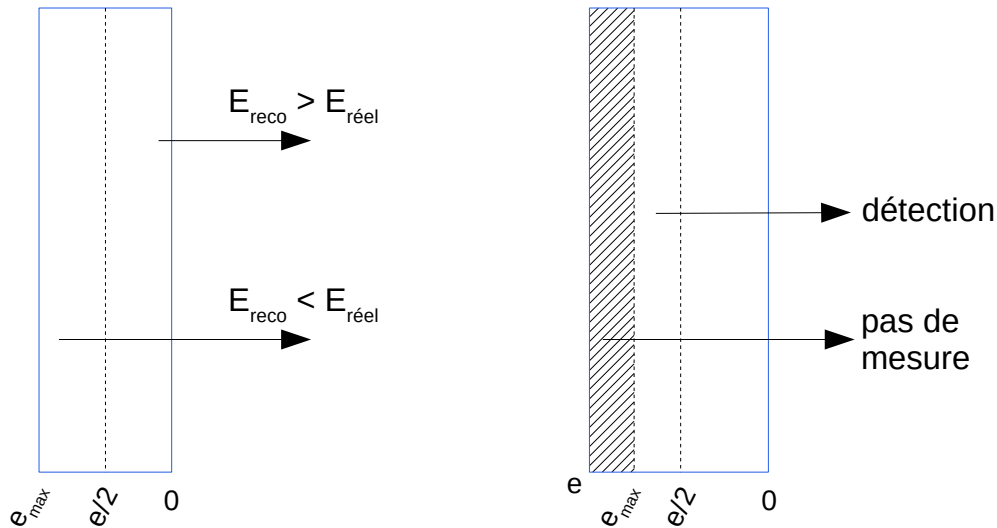 E_reco > E_réel
E_reco < E_réel
e_max
e/2
0
détection
pas de
mesure
e
e_max
e/2
0